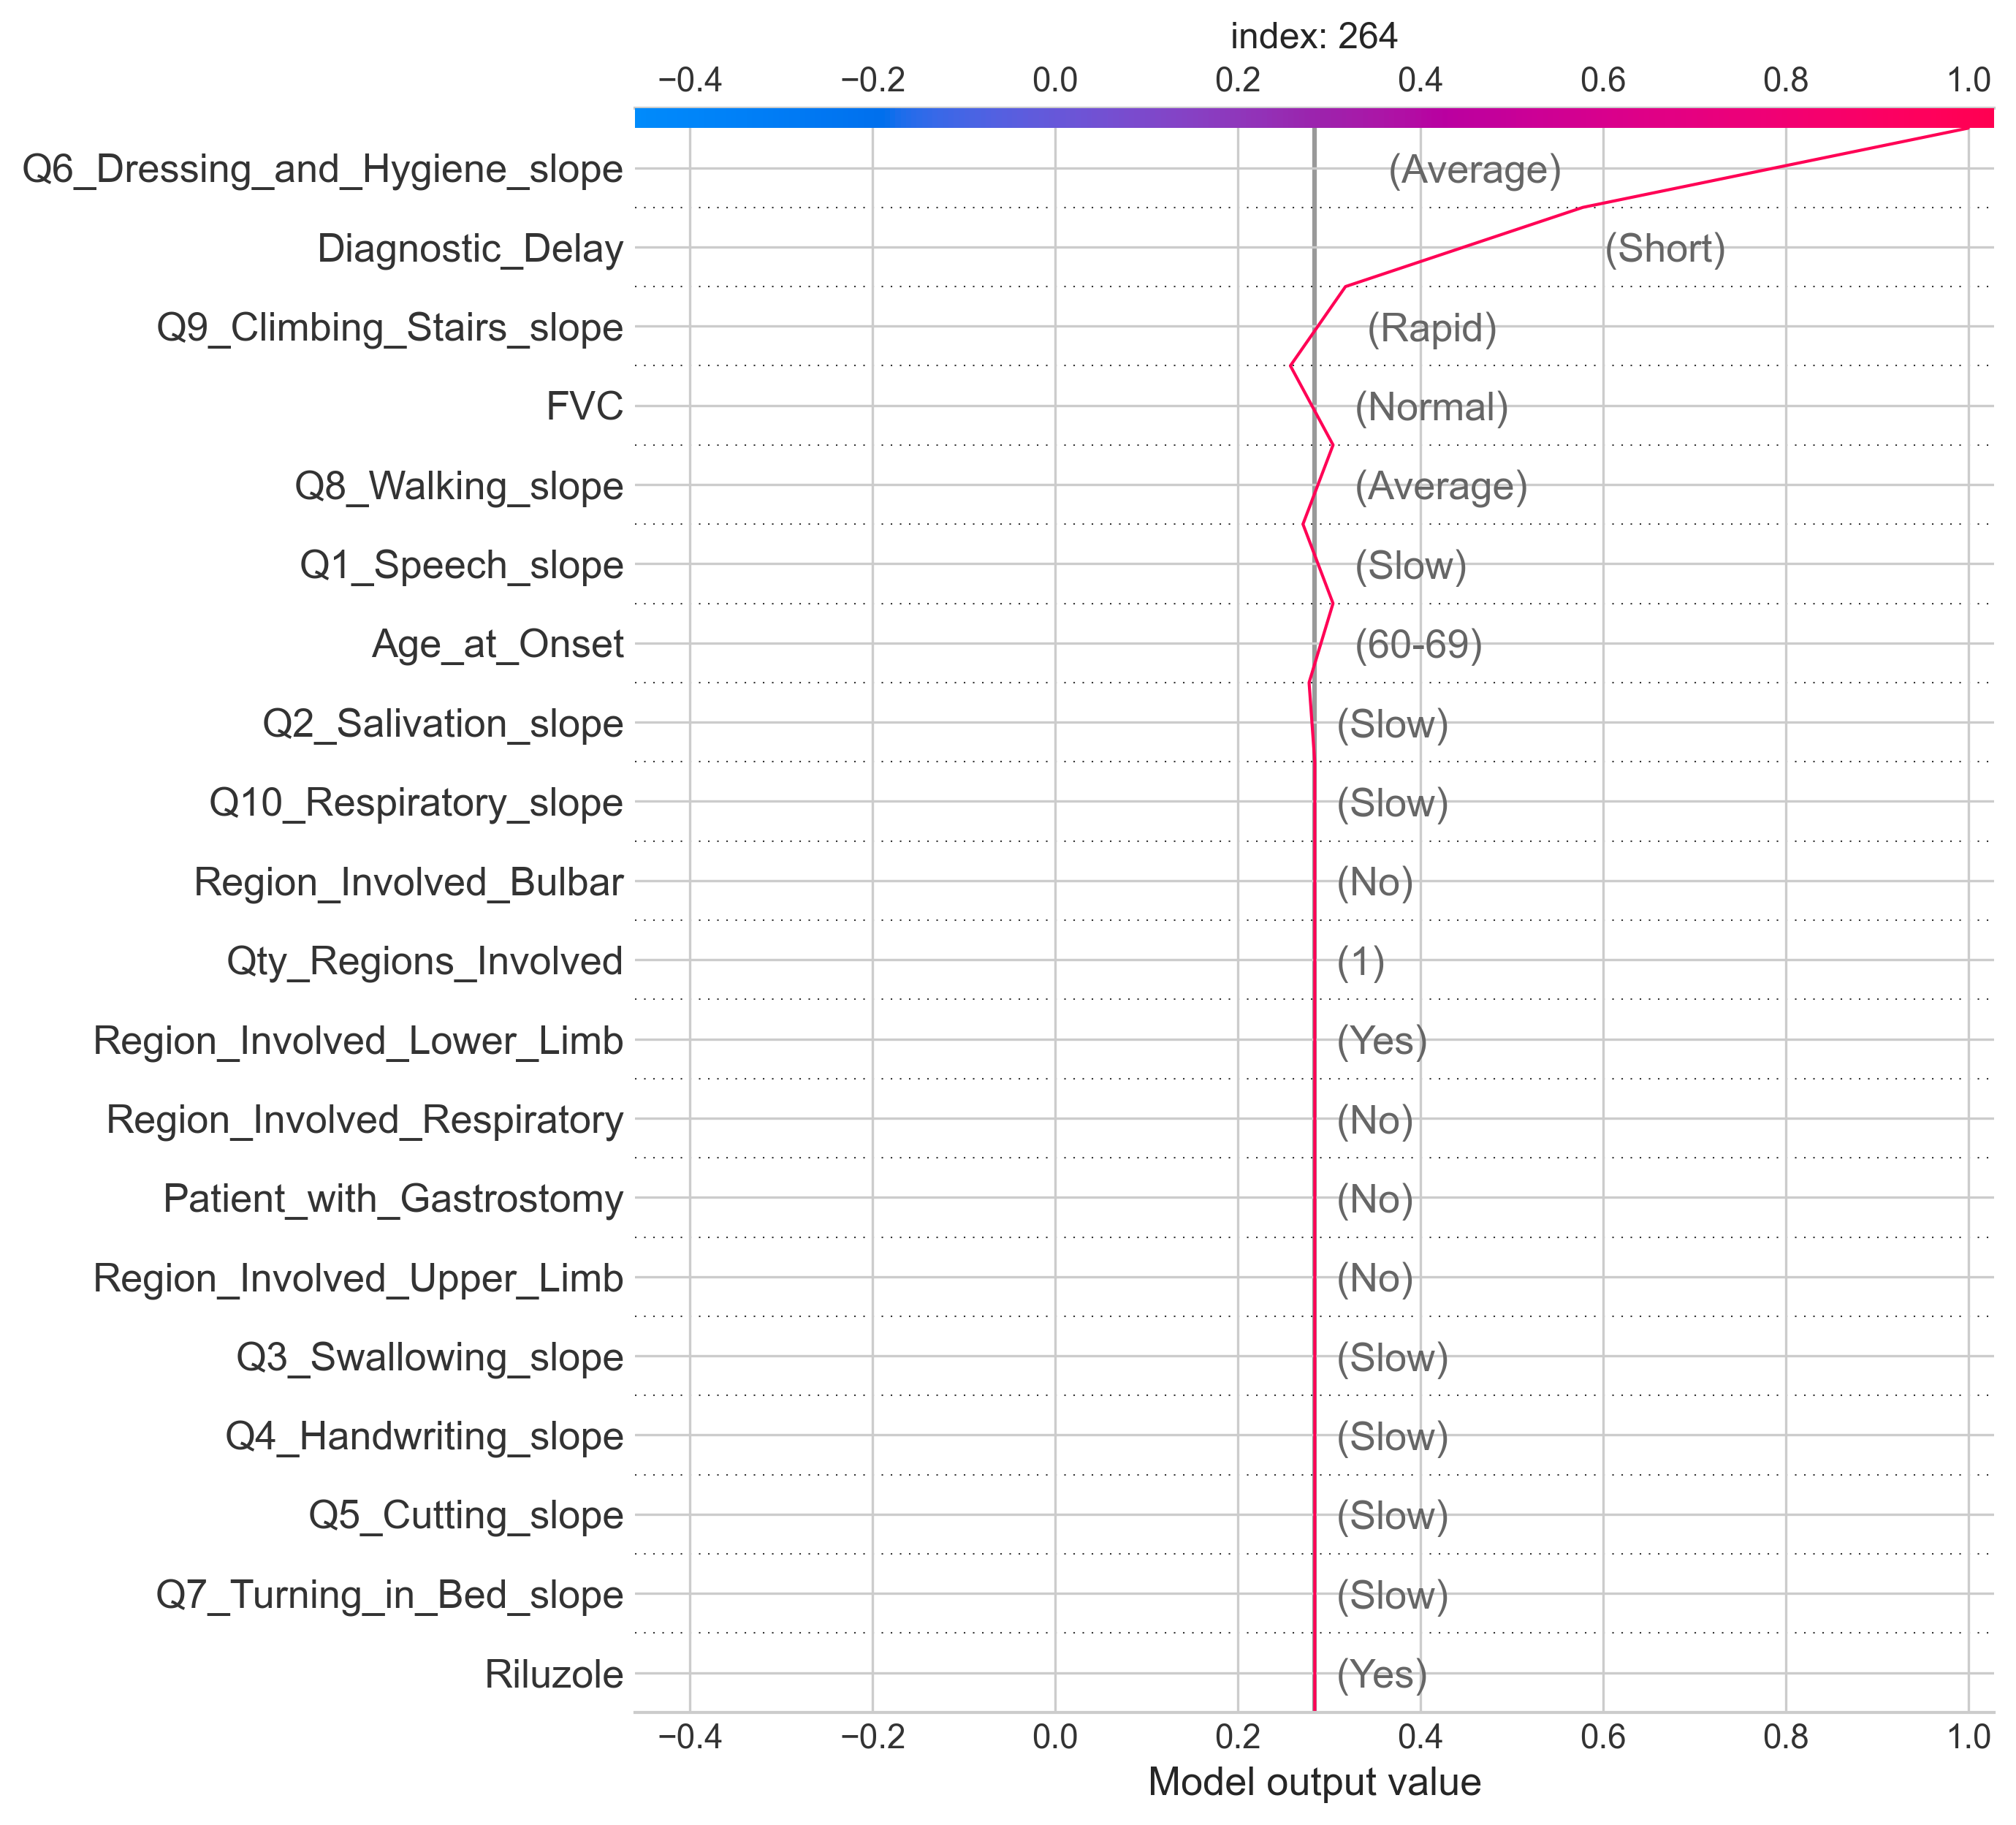 index: 264
−0.4 −0.2 0.0 0.2 0.4 0.6 0.8 1.0
Q6_Dressing_and_Hygiene_slope (Average)
Diagnostic_Delay (Short)
Q9_Climbing_Stairs_slope (Rapid)
FVC (Normal)
Q8_Walking_slope (Average)
Q1_Speech_slope (Slow)
Age_at_Onset (60-69)
Q2_Salivation_slope (Slow)
Q10_Respiratory_slope (Slow)
Region_Involved_Bulbar (No)
Qty_Regions_Involved (1)
Region_Involved_Lower_Limb (Yes)
Region_Involved_Respiratory (No)
Patient_with_Gastrostomy (No)
Region_Involved_Upper_Limb (No)
Q3_Swallowing_slope (Slow)
Q4_Handwriting_slope (Slow)
Q5_Cutting_slope (Slow)
Q7_Turning_in_Bed_slope (Slow)
Riluzole (Yes)
−0.4 −0.2 0.0 0.2 0.4 0.6 0.8 1.0
Model output value